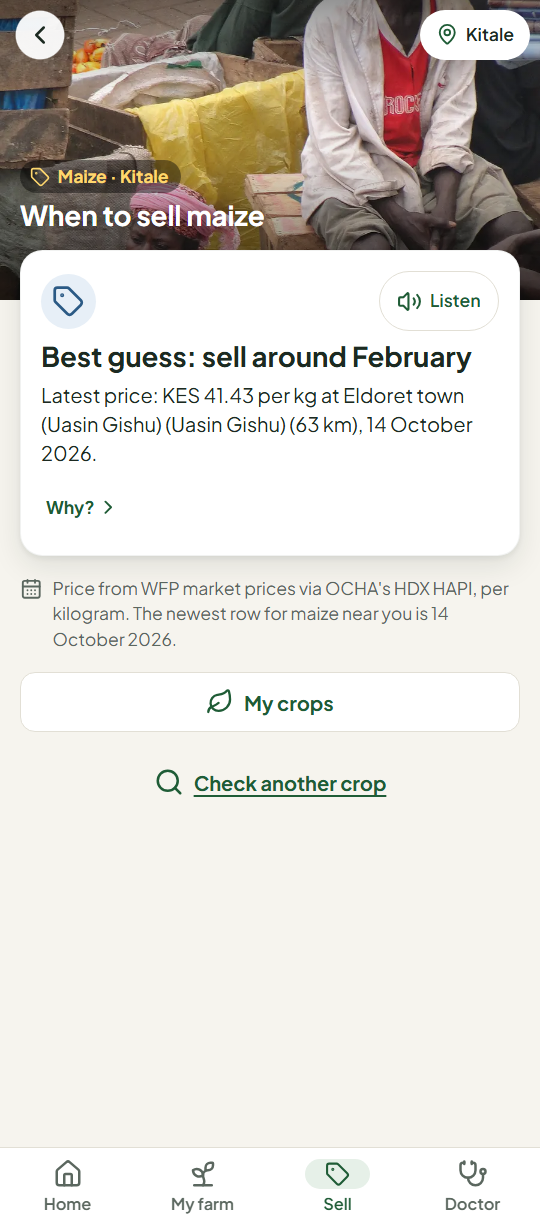 Kitale
ROCK
Maize · Kitale
When to sell maize
Listen
Best guess: sell around February
Latest price: KES 41.43 per kg at Eldoret town
(Uasin Gishu) (Uasin Gishu) (63 km), 14 October
2026.
Why?
Price from WFP market prices via OCHA's HDX HAPI, per
kilogram. The newest row for maize near you is 14
October 2026.
My crops
Check another crop
Home
My farm
Sell
Doctor